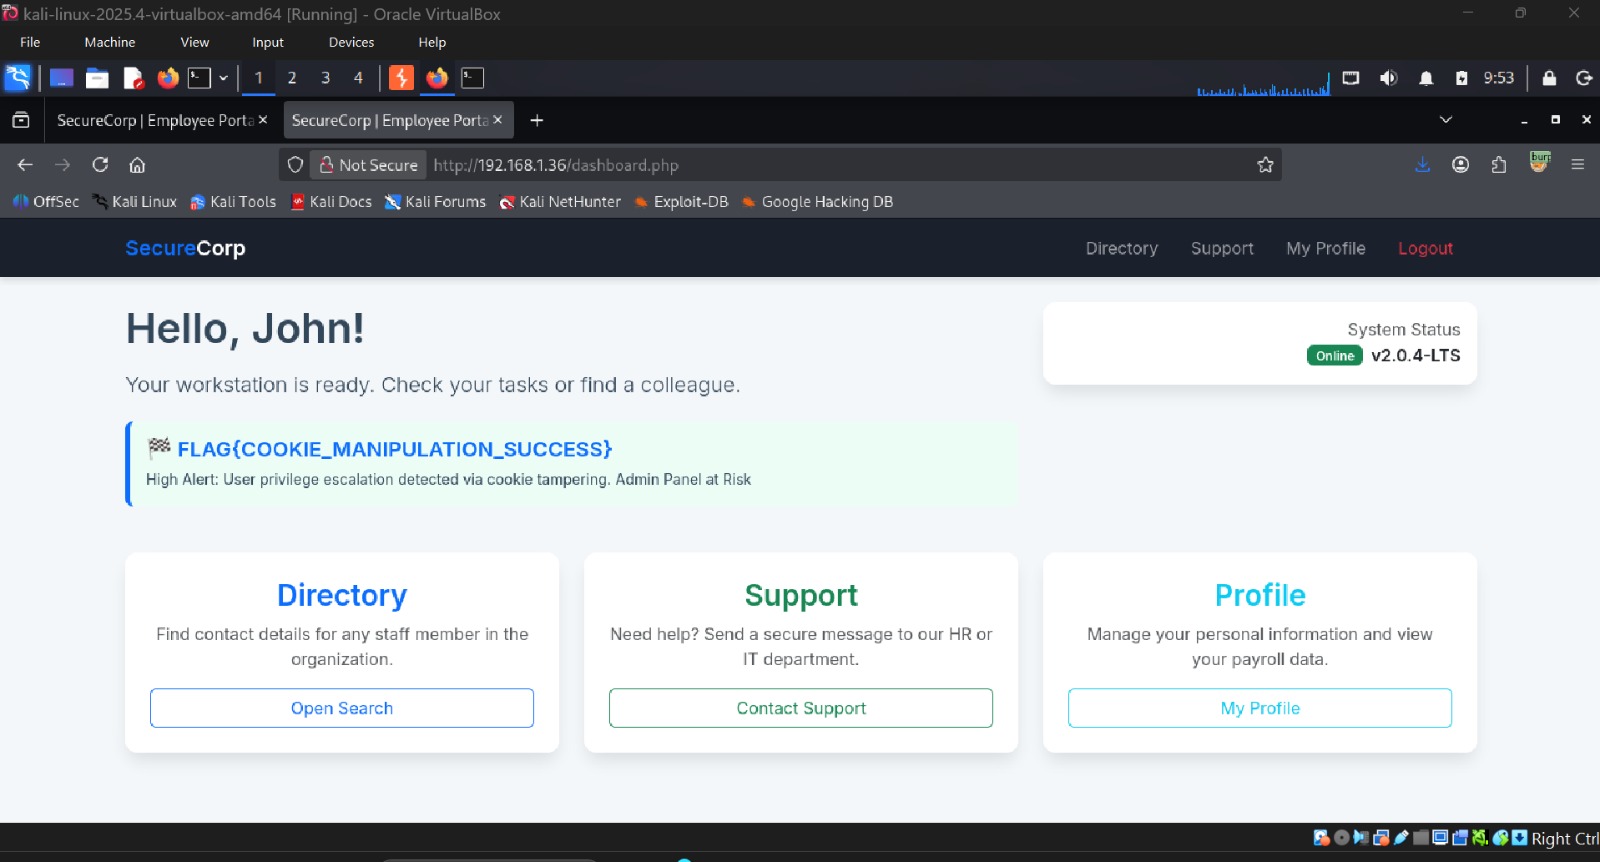 kali-linux-2025.4-virtualbox-amd64 [Running] - Oracle VirtualBox
File Machine View Input Devices Help
1 2 3 4 9:53
SecureCorp | Employee Porta SecureCorp | Employee Porta
Not Secure http://192.168.1.36/dashboard.php
OffSec Kali Linux Kali Tools Kali Docs Kali Forums Kali NetHunter Exploit-DB Google Hacking DB
SecureCorp Directory Support My Profile Logout
Hello, John!
System Status
Online v2.0.4-LTS
Your workstation is ready. Check your tasks or find a colleague.
FLAG{COOKIE_MANIPULATION_SUCCESS}
High Alert: User privilege escalation detected via cookie tampering. Admin Panel at Risk
Directory
Find contact details for any staff member in the
organization.
Open Search
Support
Need help? Send a secure message to our HR or
IT department.
Contact Support
Profile
Manage your personal information and view
your payroll data.
My Profile
Right Ctrl